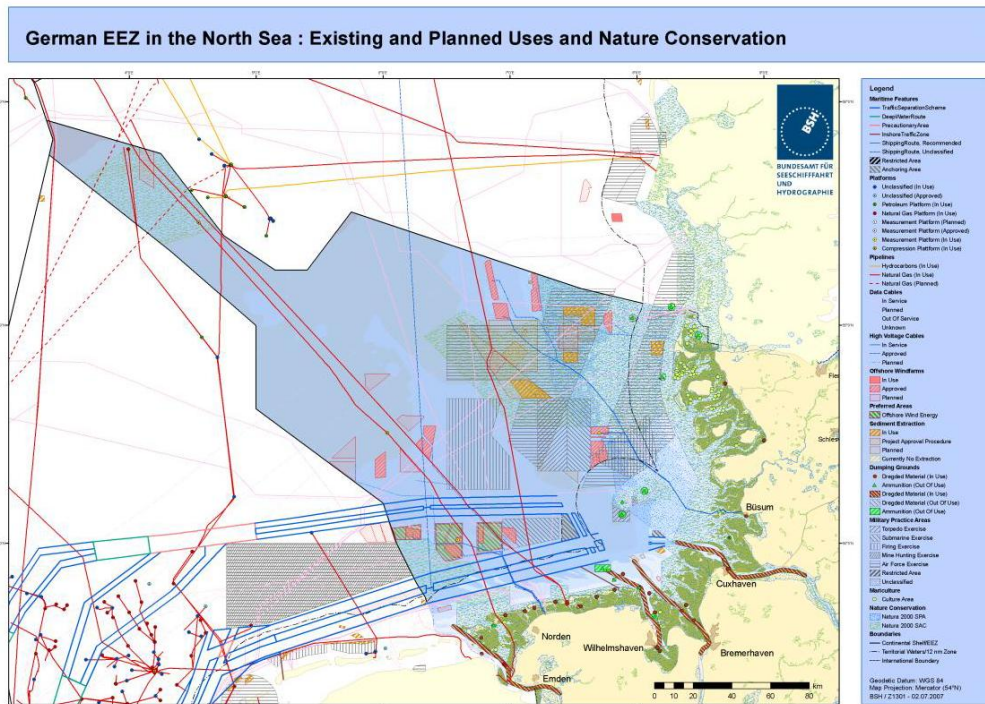 German EEZ in the North Sea : Existing and Planned Uses and Nature Conservation
BSH
BUNDESAMT FÜR
SEESCHIFFFAHRT
UND
HYDROGRAPHIE
Büsum
Cuxhaven
Norden
Wilhelmshaven
Bremerhaven
Emden
0 10 20 40 60 80
km
Legend
Maritime Features
TrafficSeparationScheme
DeepWaterRoute
PrecautionaryArea
InshoreTrafficZone
ShippingRoute, Recommended
ShippingRoute, Unclassified
Restricted Area
Anchoring Area
Platforms
Unclassified (In Use)
Unclassified (Approved)
Petroleum Platform (In Use)
Natural Gas Platform (In Use)
Measurement Platform (Planned)
Measurement Platform (Approved)
Measurement Platform (In Use)
Compression Platform (In Use)
Pipelines
Hydrocarbons (In Use)
Natural Gas (In Use)
Natural Gas (Planned)
Data Cables
In Service
Planned
Out Of Service
Unknown
High Voltage Cables
In Service
Approved
Planned
Offshore Windfarms
In Use
Approved
Planned
Preferred Areas
Offshore Wind Energy
Sediment Extraction
In Use
Project Approval Procedure
Planned
Currently No Extraction
Dumping Grounds
Dregded Material (In Use)
Ammunition (Out Of Use)
Dregded Material (In Use)
Dregded Material (Out Of Use)
Ammunition (Out Of Use)
Military Practice Areas
Torpedo Exercise
Submarine Exercise
Firing Exercise
Mine Hunting Exercise
Air Force Exercise
Restricted Area
Unclassified
Mariculture
Culture Area
Nature Conservation
Natura 2000 SPA
Natura 2000 SAC
Boundaries
Continental Shelf/EEZ
Territorial Waters/12 nm Zone
International Boundary
Geodetic Datum: WGS 84
Map Projection: Mercator (54°N)
BSH / Z1301 - 02.07.2007